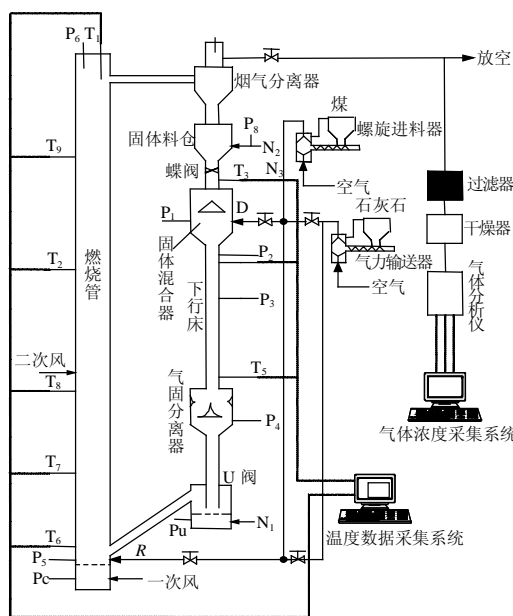 P6 T1
放空
烟气分离器
煤
螺旋进料器
固体料仓
P8
N2
T9
蝶阀
T3
N3
空气
过滤器
石灰石
P1
D
干燥器
固体混合器
P2
气力输送器
燃烧管
T2
下行床
空气
气体分析仪
P3
二次风
T8
T5
气固分离器
P4
气体浓度采集系统
T7
U 阀
Pu
N1
温度数据采集系统
T6
P5
R
Pc
一次风